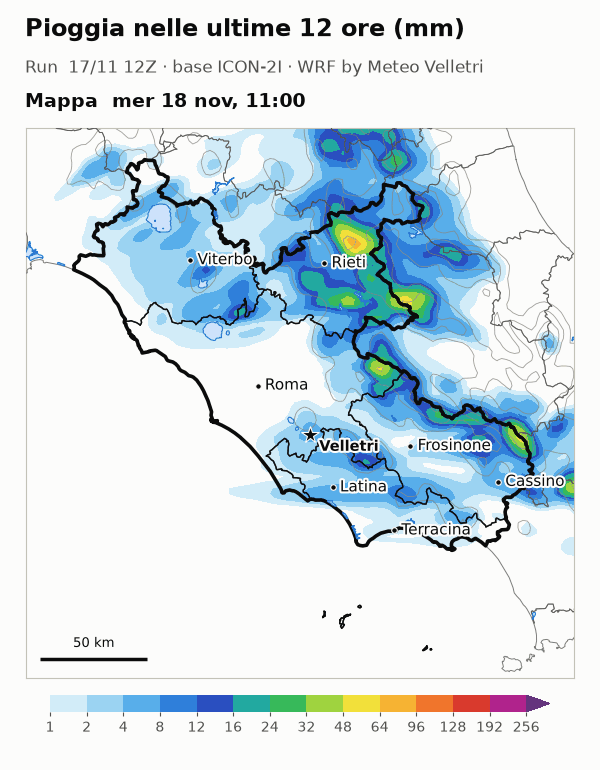 Pioggia nelle ultime 12 ore (mm)
Run  17/11 12Z · base ICON-2I · WRF by Meteo Velletri
Mappa  mer 18 nov, 11:00
Viterbo
Rieti
Roma
Velletri
Frosinone
Latina
Cassino
Terracina
50 km
1 2 4 8 12 16 24 32 48 64 96 128 192 256